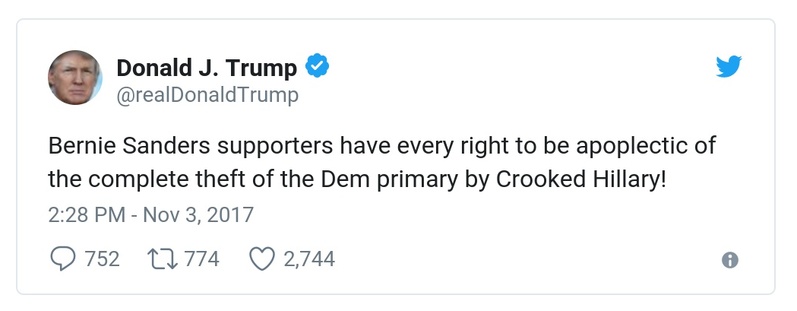 Donald J. Trump
@realDonaldTrump
Bernie Sanders supporters have every right to be apoplectic of
the complete theft of the Dem primary by Crooked Hillary!
2:28 PM - Nov 3, 2017
752 774 2,744